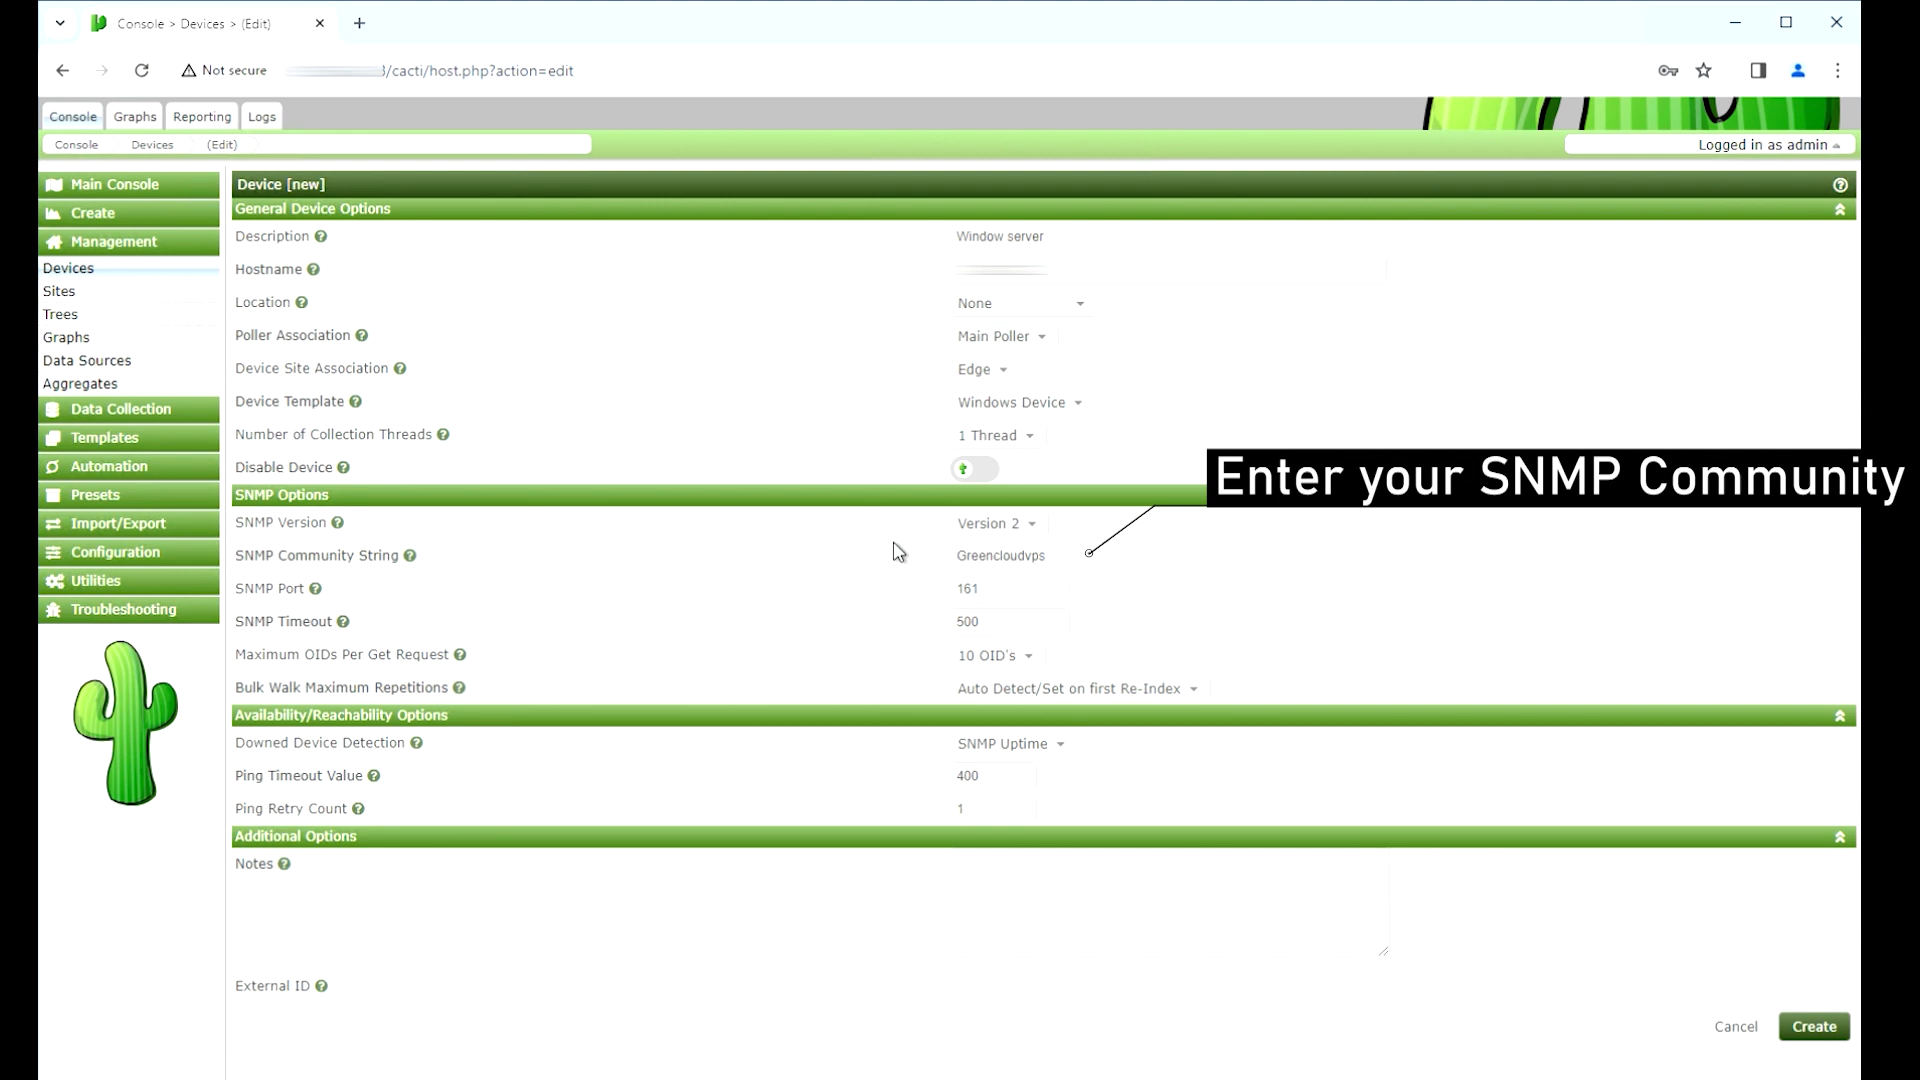 Console > Devices > (Edit)
Not secure
/cacti/host.php?action=edit
Console Graphs Reporting Logs
Console Devices (Edit)
Logged in as admin
Main Console
Create
Management
Devices
Sites
Trees
Graphs
Data Sources
Aggregates
Data Collection
Templates
Automation
Presets
Import/Export
Configuration
Utilities
Troubleshooting
Device [new]
General Device Options
Description Window server
Hostname
Location None
Poller Association Main Poller
Device Site Association Edge
Device Template Windows Device
Number of Collection Threads 1 Thread
Disable Device
Enter your SNMP Community
SNMP Options
SNMP Version Version 2
SNMP Community String Greencloudvps
SNMP Port 161
SNMP Timeout 500
Maximum OIDs Per Get Request 10 OID's
Bulk Walk Maximum Repetitions Auto Detect/Set on first Re-Index
Availability/Reachability Options
Downed Device Detection SNMP Uptime
Ping Timeout Value 400
Ping Retry Count 1
Additional Options
Notes
External ID
Cancel Create